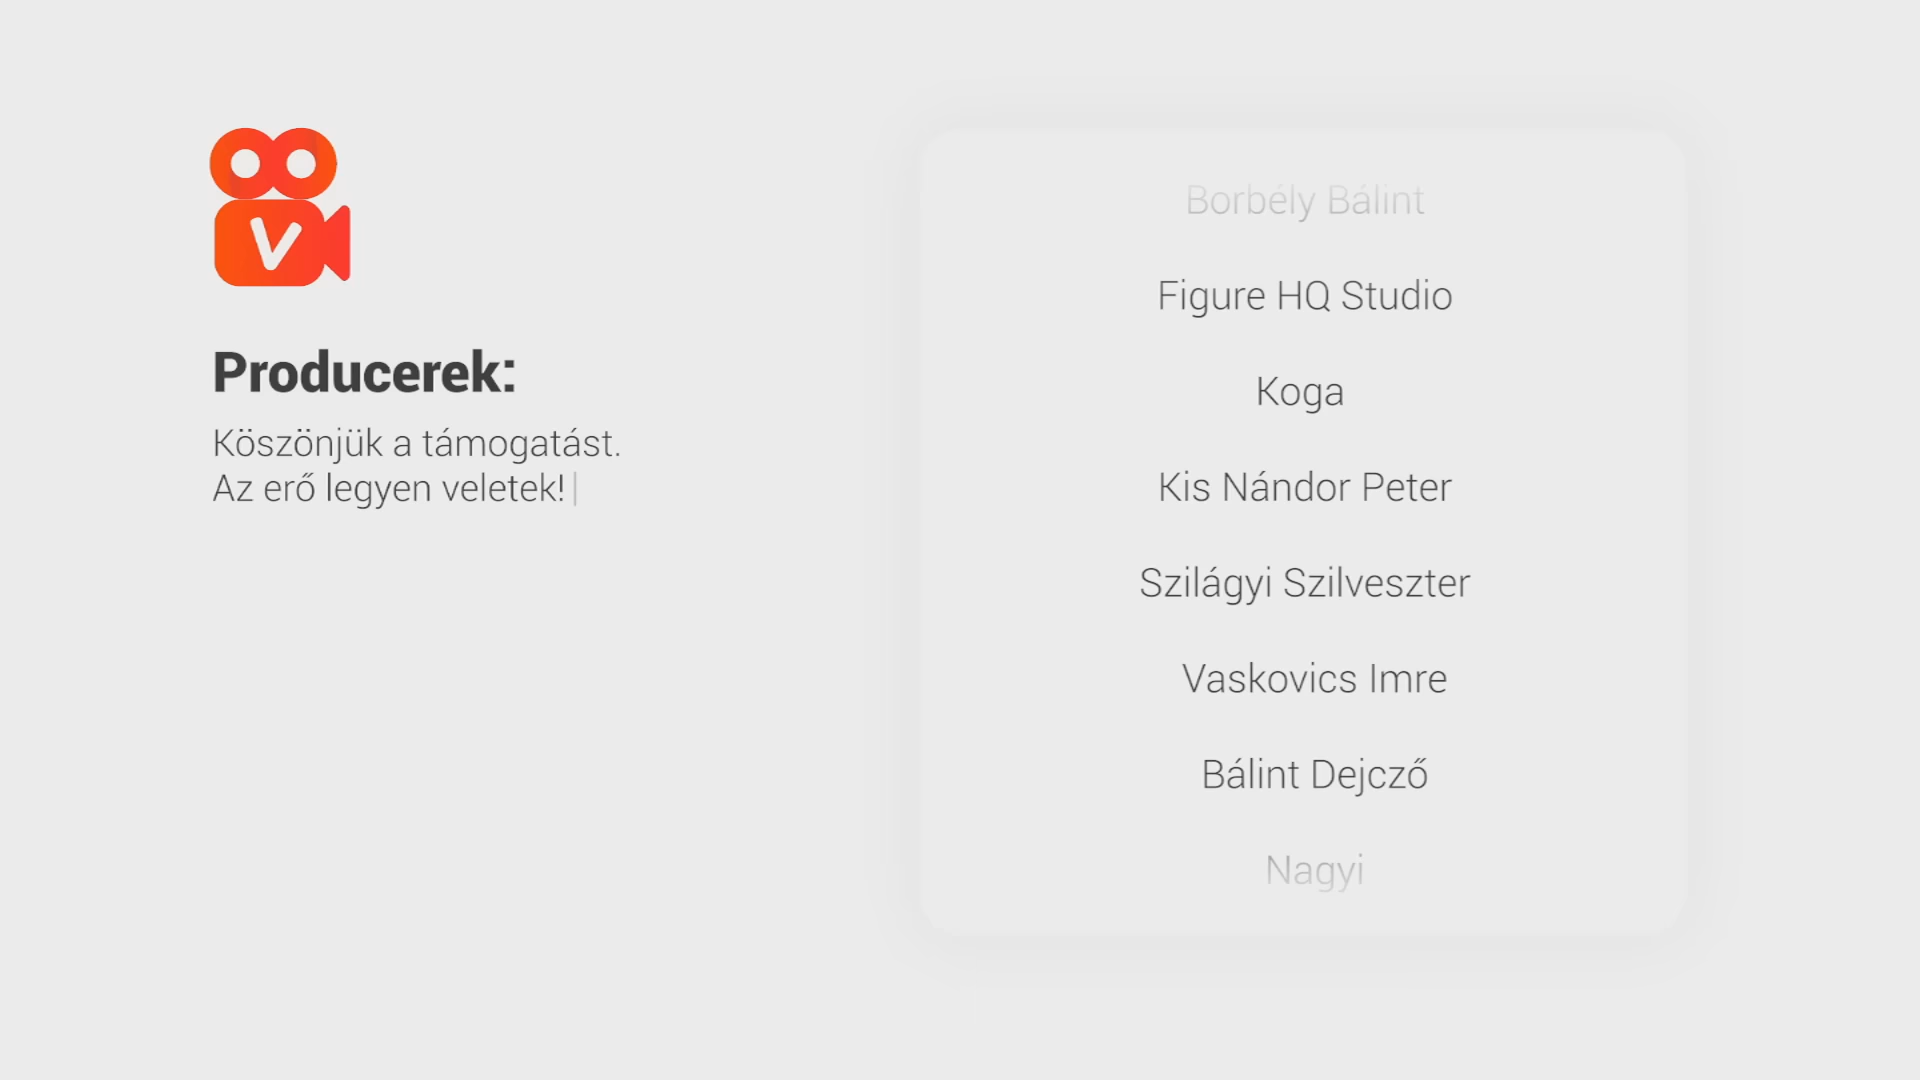 V
Producerek:
Köszönjük a támogatást.
Az erő legyen veletek!
Borbély Bálint
Figure HQ Studio
Koga
Kis Nándor Peter
Szilágyi Szilveszter
Vaskovics Imre
Bálint Dejcző
Nagyi